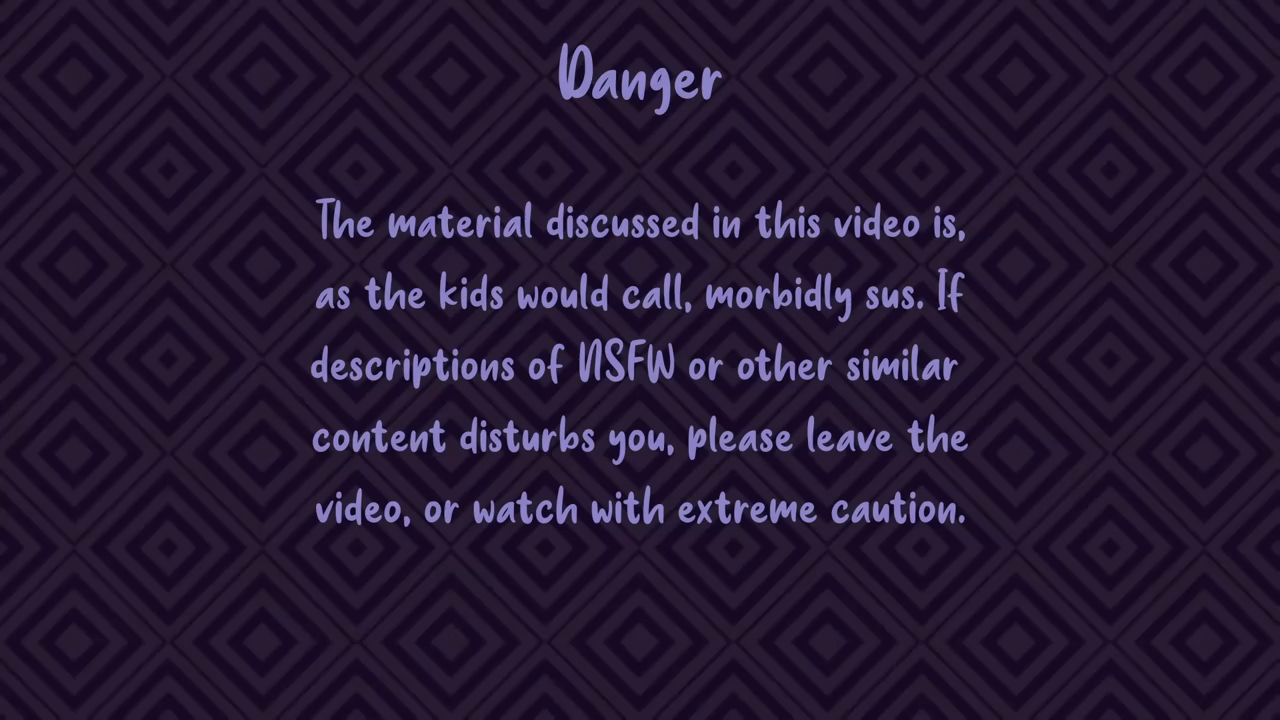 Danger
The material discussed in this video is,
as the kids would call, morbidly sus. If
descriptions of NSFW or other similar
content disturbs you, please leave the
video, or watch with extreme caution.